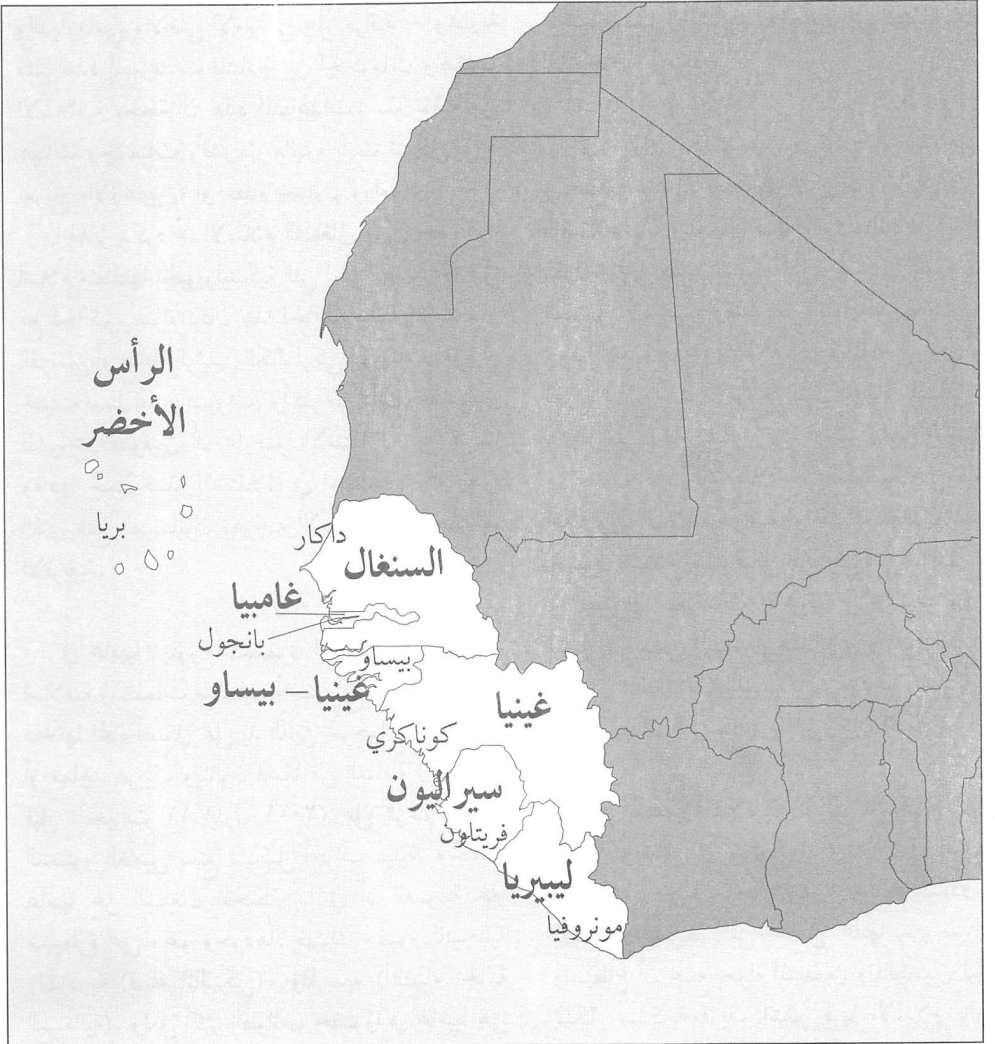 الرأس
الأخضر
بريا
داكار
السنغال
غامبيا
بانجول
بيساو
غينيا – بيساو
غينيا
كوناكري
سيراليون
فريتاون
ليبيريا
مونروفيا